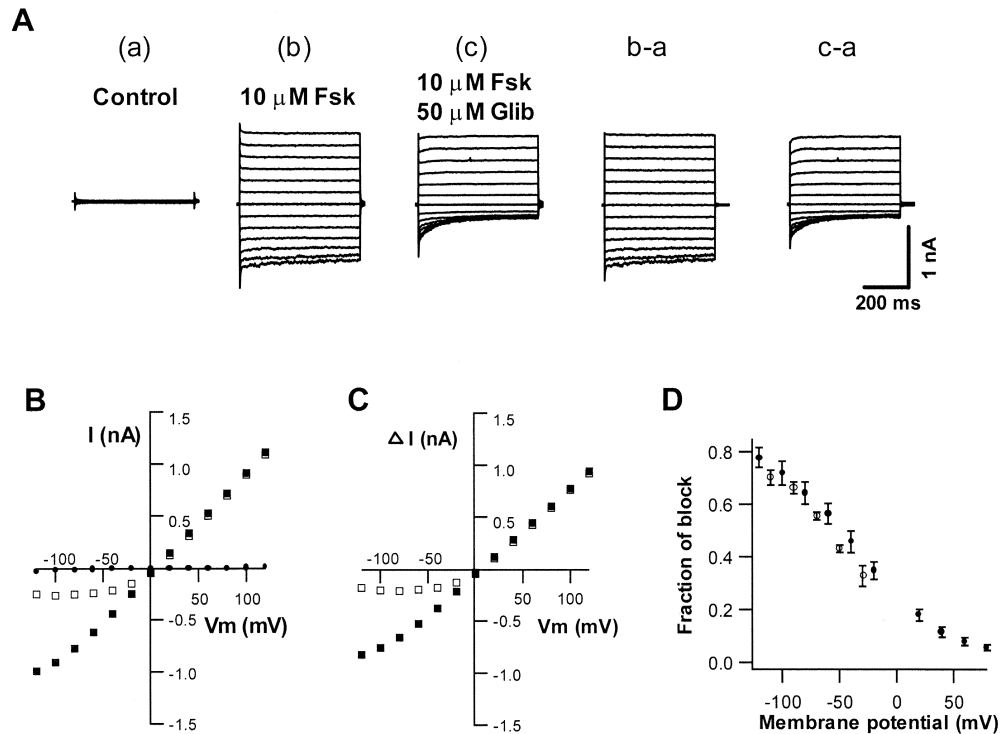 A
(a) (b) (c) b-a c-a
Control 10 μM Fsk 10 μM Fsk
50 μM Glib
1 nA
200 ms
B
I (nA)
1.5
1.0
0.5
-100 -50
50 100
Vm (mV)
-0.5
-1.0
-1.5
C
Δ I (nA)
1.5
1.0
0.5
-100 -50
50 100
Vm (mV)
-0.5
-1.0
-1.5
D
Fraction of block
0.8
0.6
0.4
0.2
0.0
-100 -50 0 50
Membrane potential (mV)